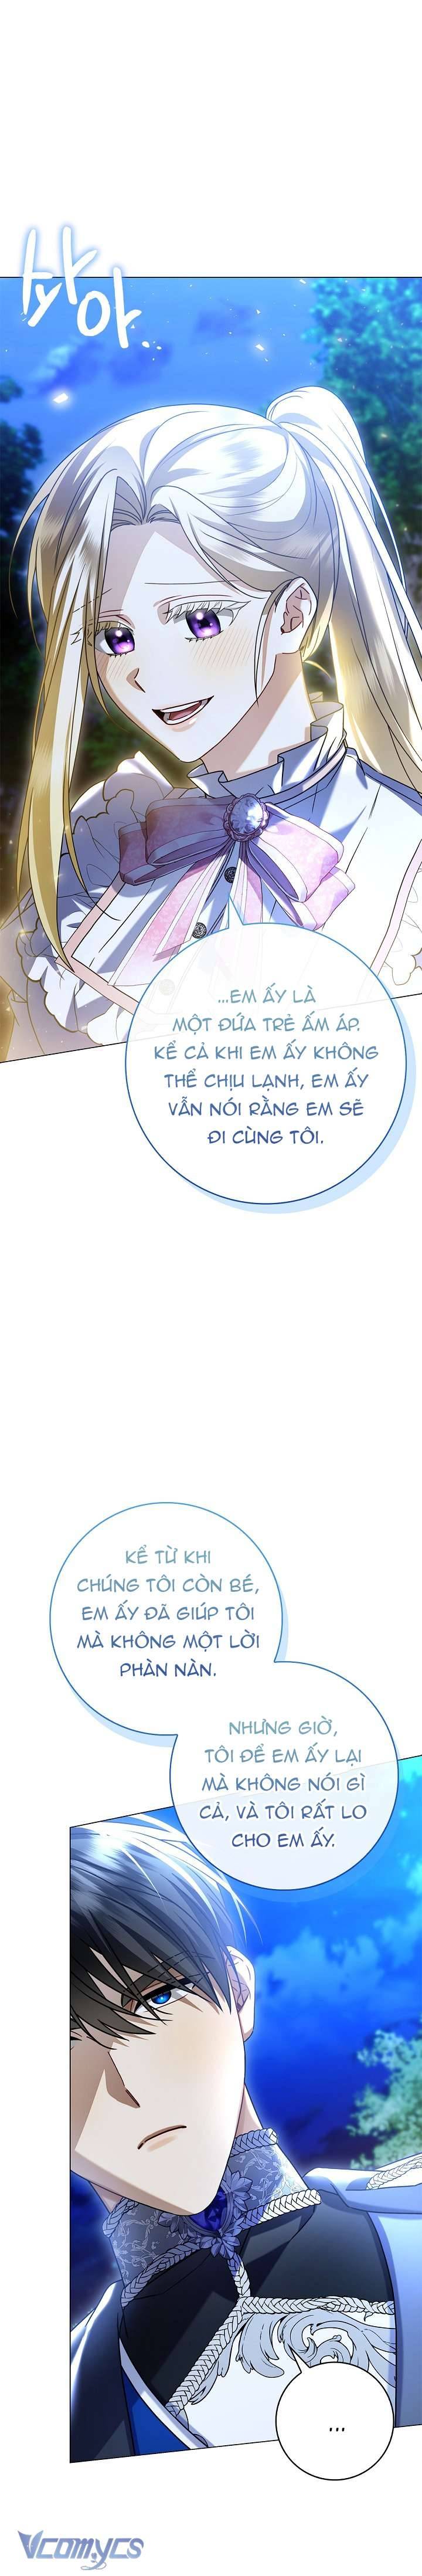 ...EM ẤY LÀ
MỘT ĐỨA TRẺ ẤM ÁP.
KỂ CẢ KHI EM ẤY KHÔNG
THỂ CHỊU LẠNH, EM ẤY
VẪN NÓI RẰNG EM SẼ
ĐI CÙNG TÔI.
KỂ TỪ KHI
CHÚNG TÔI CÒN BÉ,
EM ẤY ĐÃ GIÚP TÔI
MÀ KHÔNG MỘT LỜI
PHÀN NÀN.
NHƯNG GIỜ,
TÔI ĐỂ EM ẤY LẠI
MÀ KHÔNG NÓI GÌ
CẢ, VÀ TÔI RẤT LO
CHO EM ẤY.
...
Vcomycs